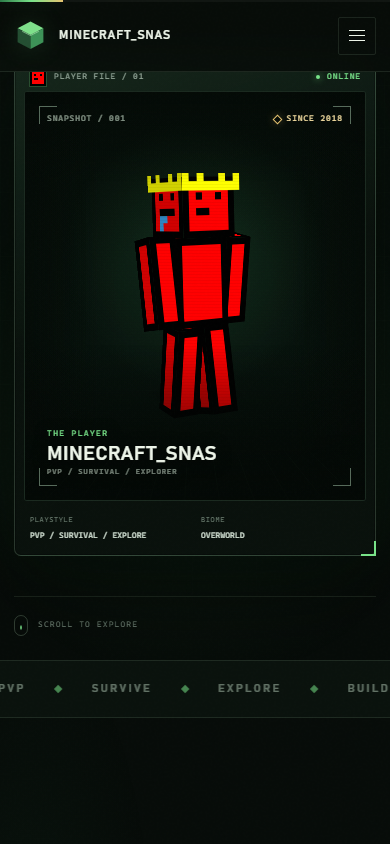 MINECRAFT_SNAS
PLAYER FILE / 01
ONLINE
SNAPSHOT / 001
SINCE 2018
THE PLAYER
MINECRAFT_SNAS
PVP / SURVIVAL / EXPLORER
PLAYSTYLE
BIOME
PVP / SURVIVAL / EXPLORE
OVERWORLD
SCROLL TO EXPLORE
PVP ◆ SURVIVE ◆ EXPLORE ◆ BUILD